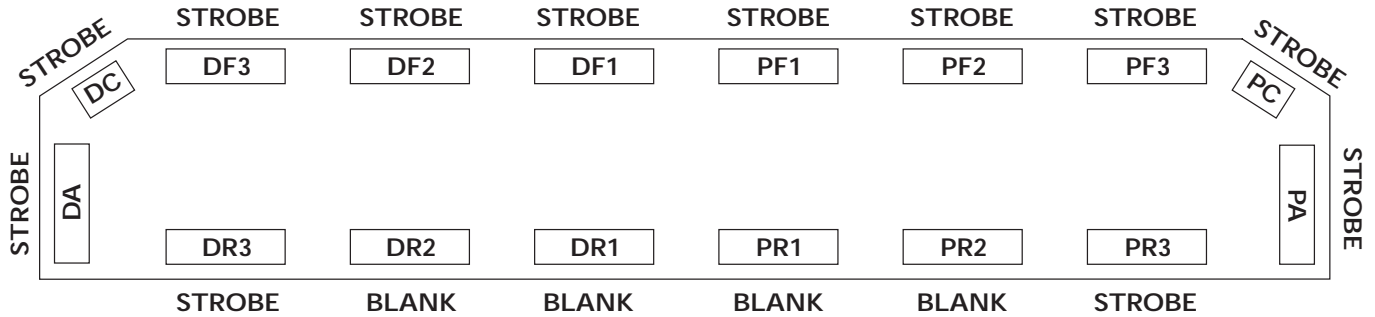 STROBE STROBE STROBE STROBE STROBE STROBE
STROBE STROBE
DF3 DF2 DF1 PF1 PF2 PF3
DC PC
STROBE DA PA STROBE
DR3 DR2 DR1 PR1 PR2 PR3
STROBE BLANK BLANK BLANK BLANK STROBE